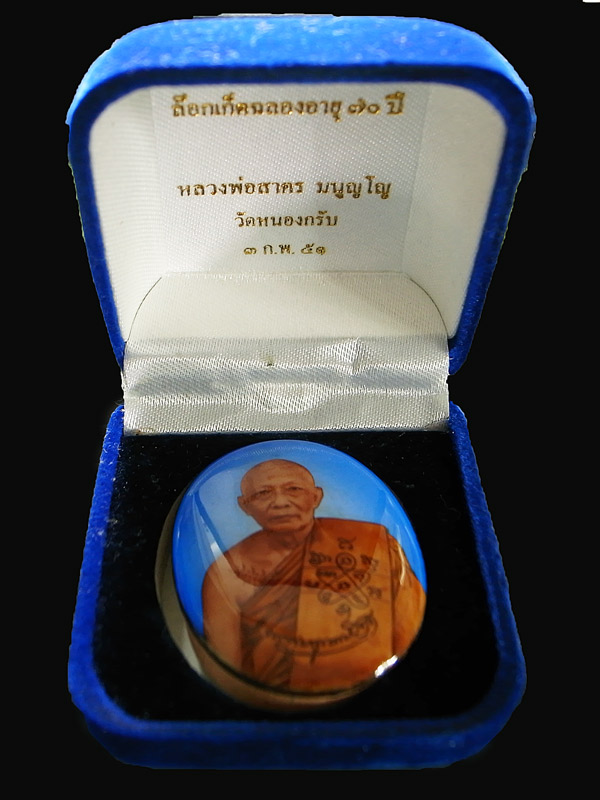 ล็อกเก็ตฉลองอายุ ๗๐ ปี
หลวงพ่อสาคร มนูญโญ
วัดหนองกรับ
๓ ก.พ. ๕๑